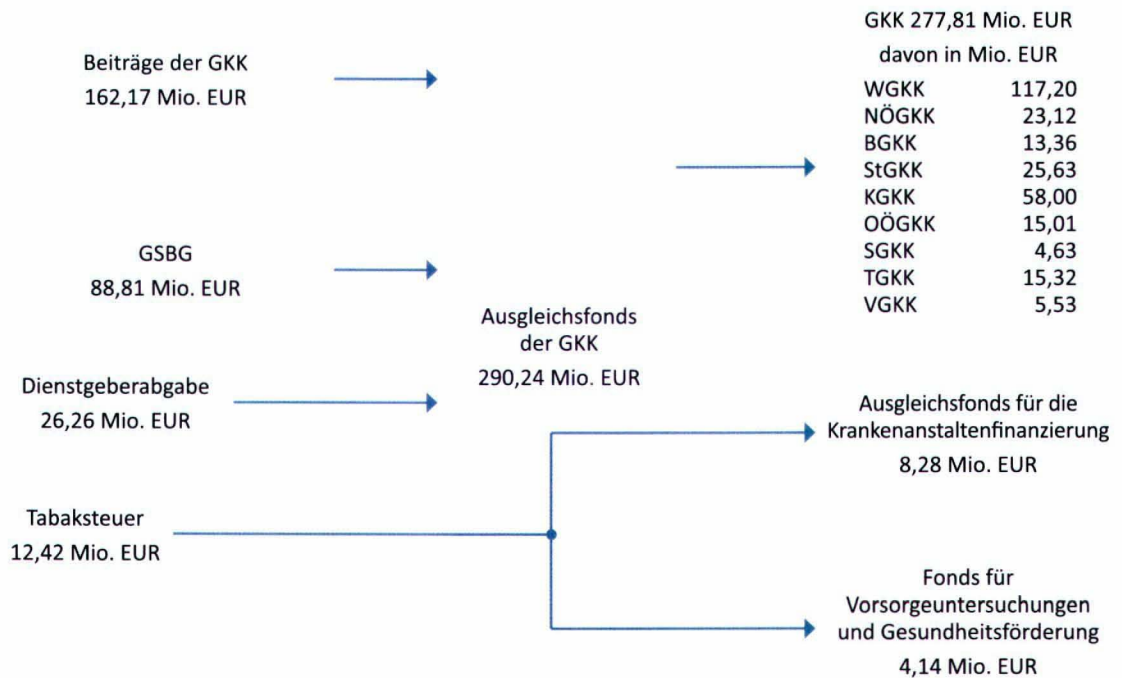 Beiträge der GKK
162,17 Mio. EUR
GSBG
88,81 Mio. EUR
Dienstgeberabgabe
26,26 Mio. EUR
Tabaksteuer
12,42 Mio. EUR
Ausgleichsfonds
der GKK
290,24 Mio. EUR
GKK 277,81 Mio. EUR
davon in Mio. EUR
WGKK 117,20
NÖGKK 23,12
BGKK 13,36
StGKK 25,63
KGKK 58,00
OÖGKK 15,01
SGKK 4,63
TGKK 15,32
VGKK 5,53
Ausgleichsfonds für die
Krankenanstaltenfinanzierung
8,28 Mio. EUR
Fonds für
Vorsorgeuntersuchungen
und Gesundheitsförderung
4,14 Mio. EUR